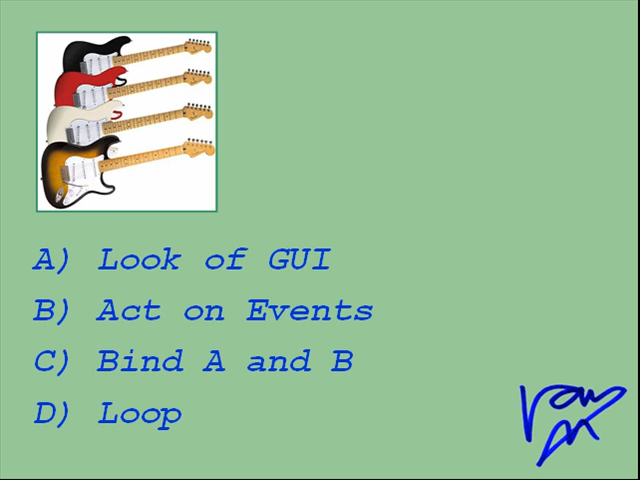 A) Look of GUI
B) Act on Events
C) Bind A and B
D) Loop